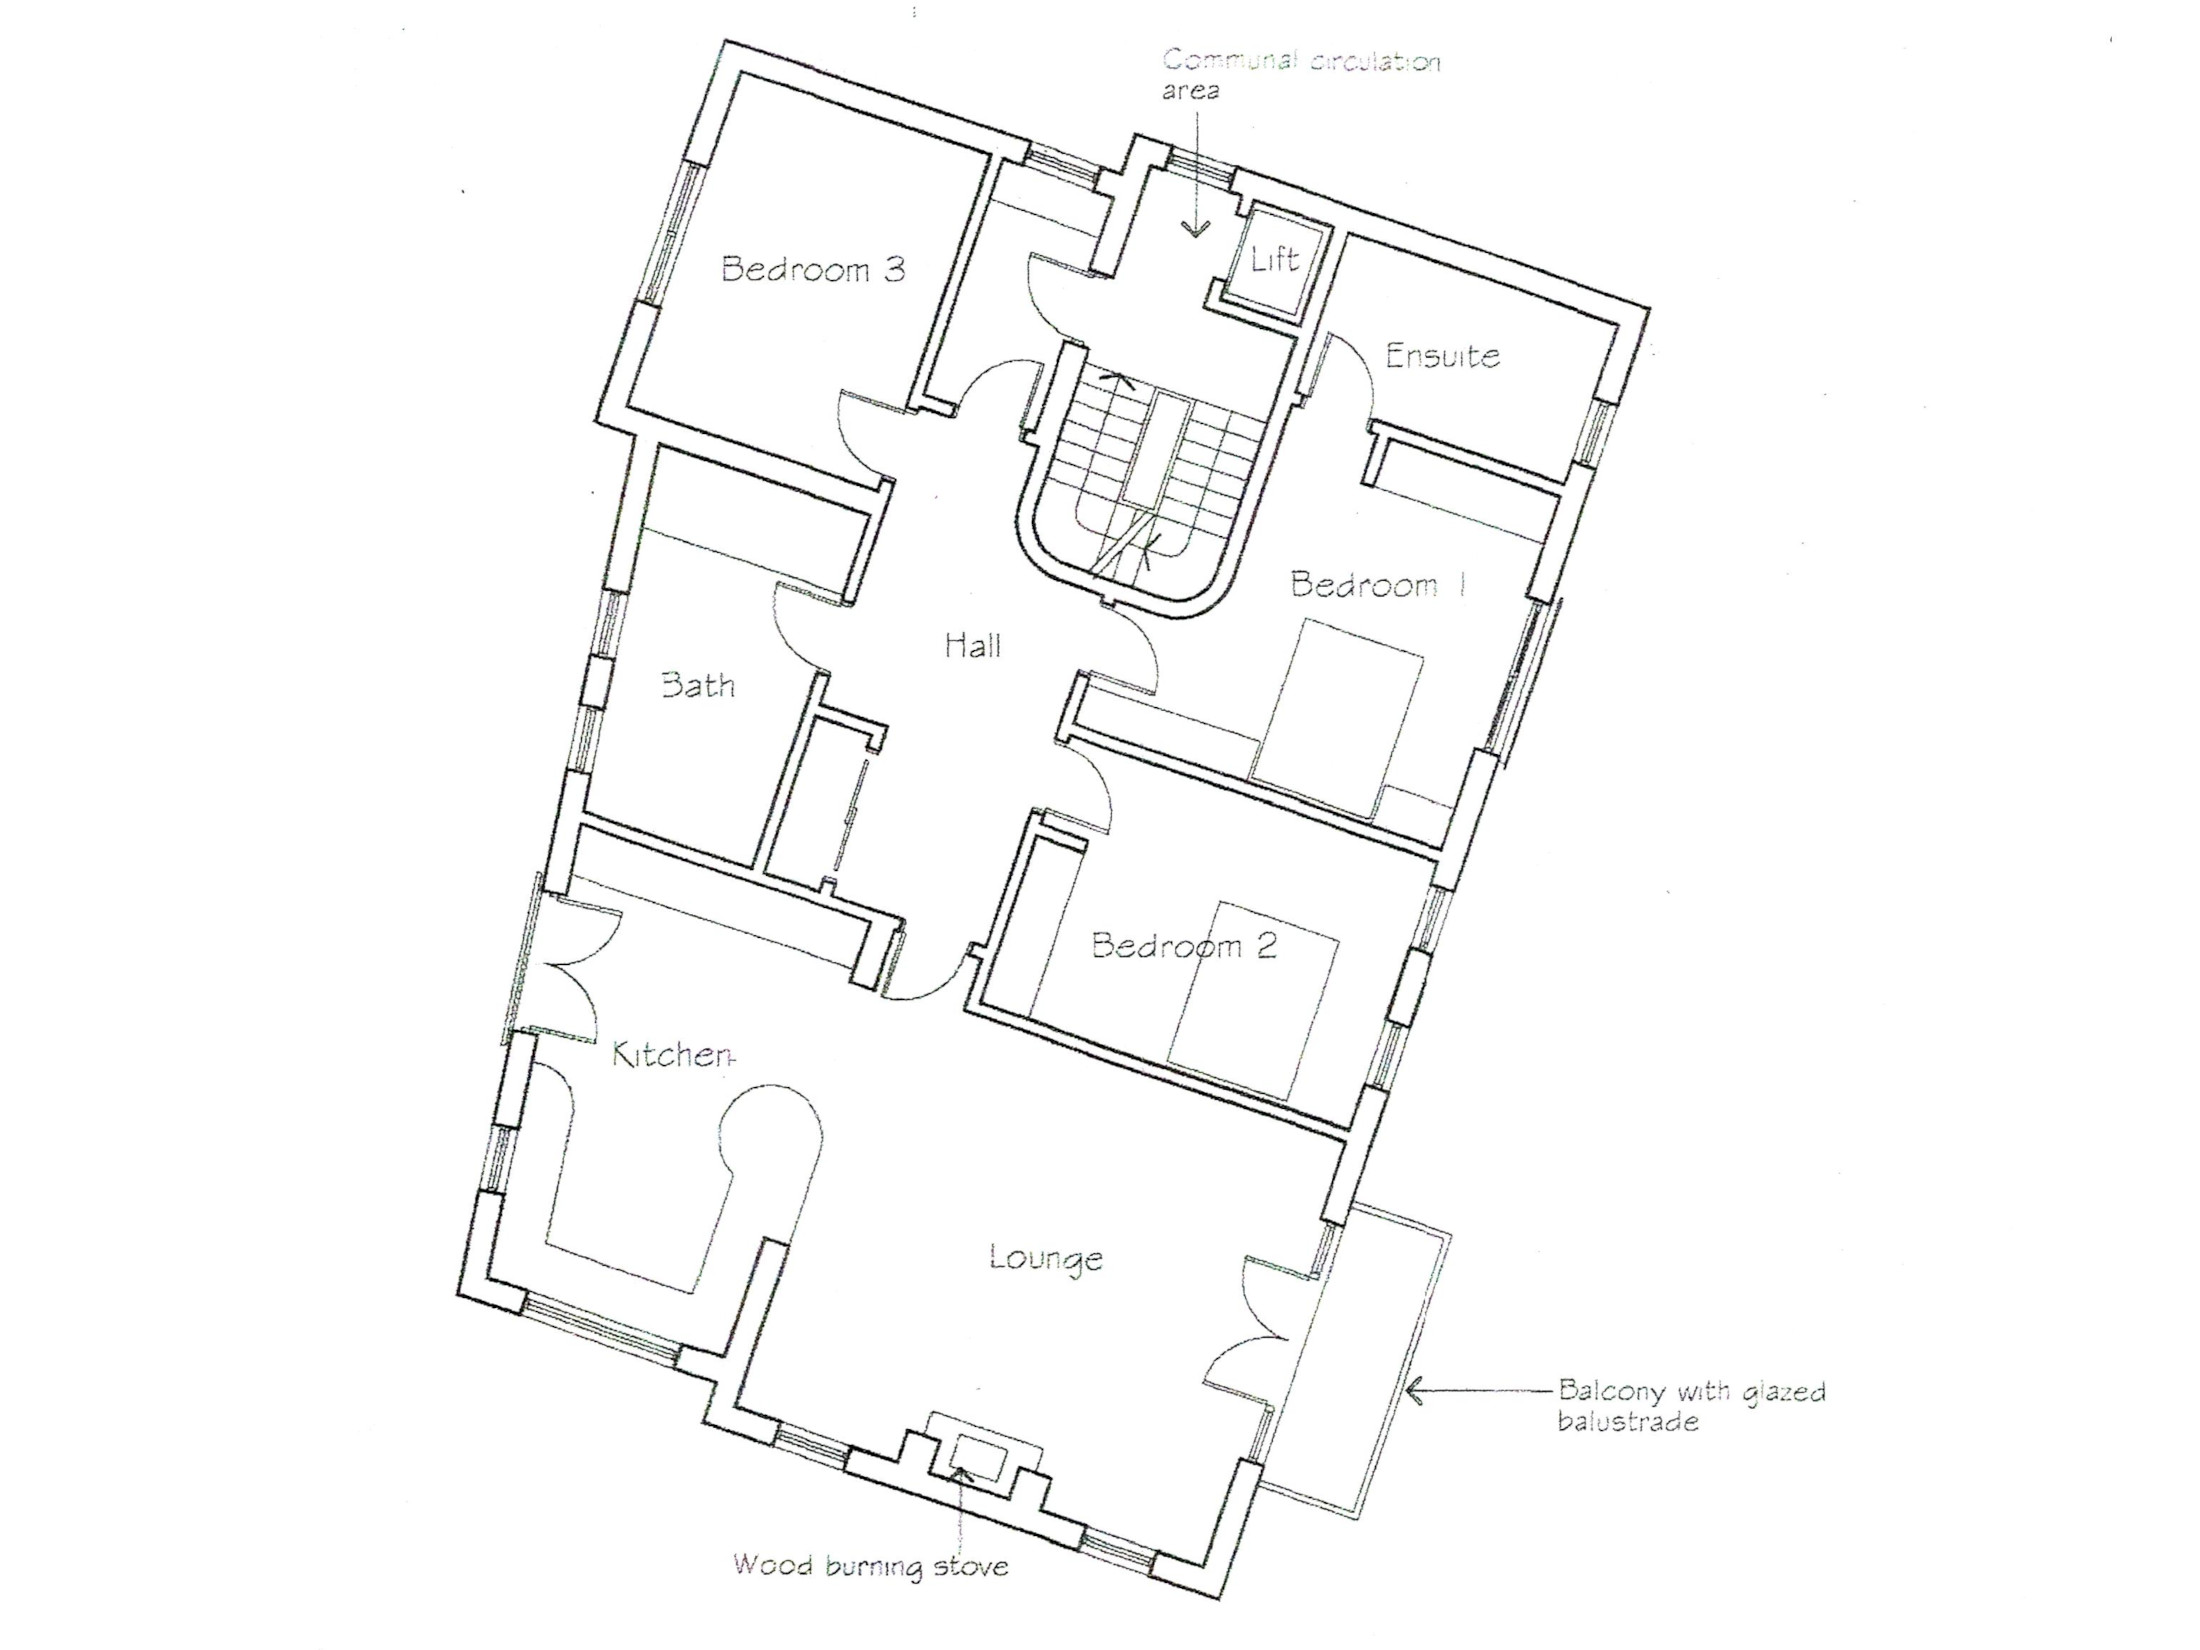 Communal circulation
area
Lift
Bedroom 3
Ensuite
Bedroom 1
Hall
Bath
Bedroom 2
Kitchen
Lounge
Balcony with glazed
balustrade
Wood burning stove